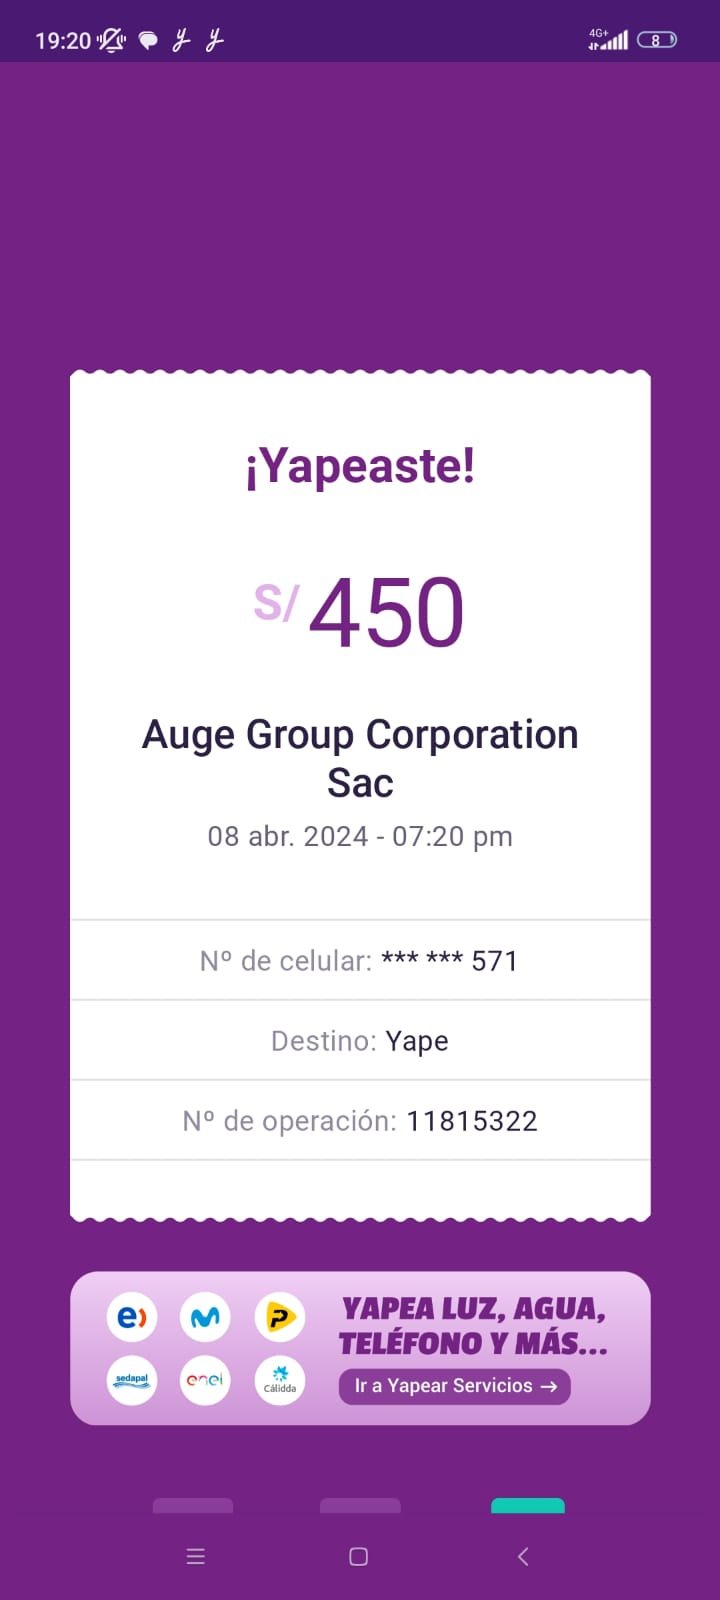 19:20
4G+
8
¡Yapeaste!
S/ 450
Auge Group Corporation
Sac
08 abr. 2024 - 07:20 pm
Nº de celular: *** *** 571
Destino: Yape
Nº de operación: 11815322
e)
P
sedapal
enel
Cálidda
YAPEA LUZ, AGUA,
TELÉFONO Y MÁS...
Ir a Yapear Servicios →